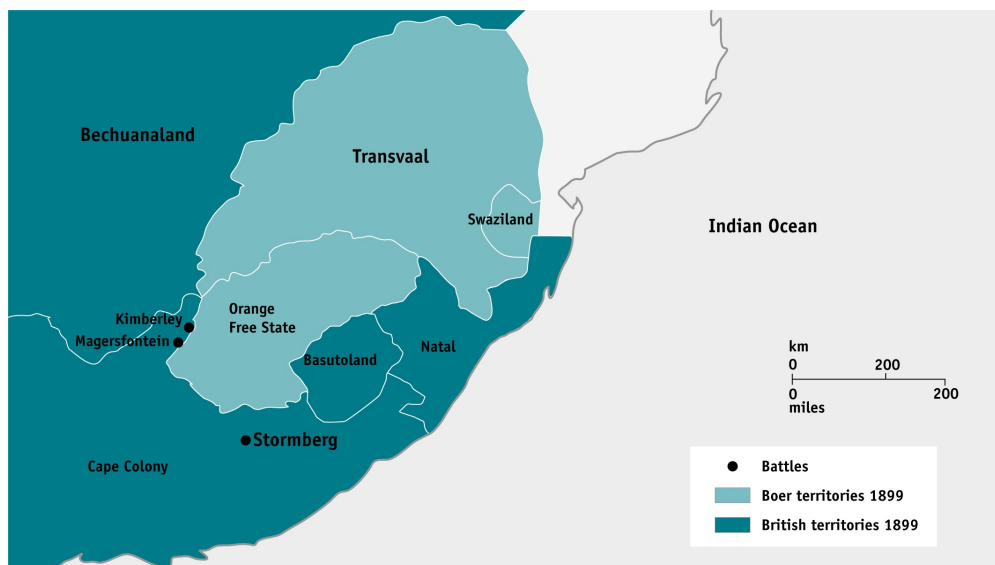 Bechuanaland
Transvaal
Swaziland
Indian Ocean
Orange
Free State
Kimberley
Magersfontein
Basutoland
Natal
Stormberg
Cape Colony
km
0 200
0 200
miles
Battles
Boer territories 1899
British territories 1899